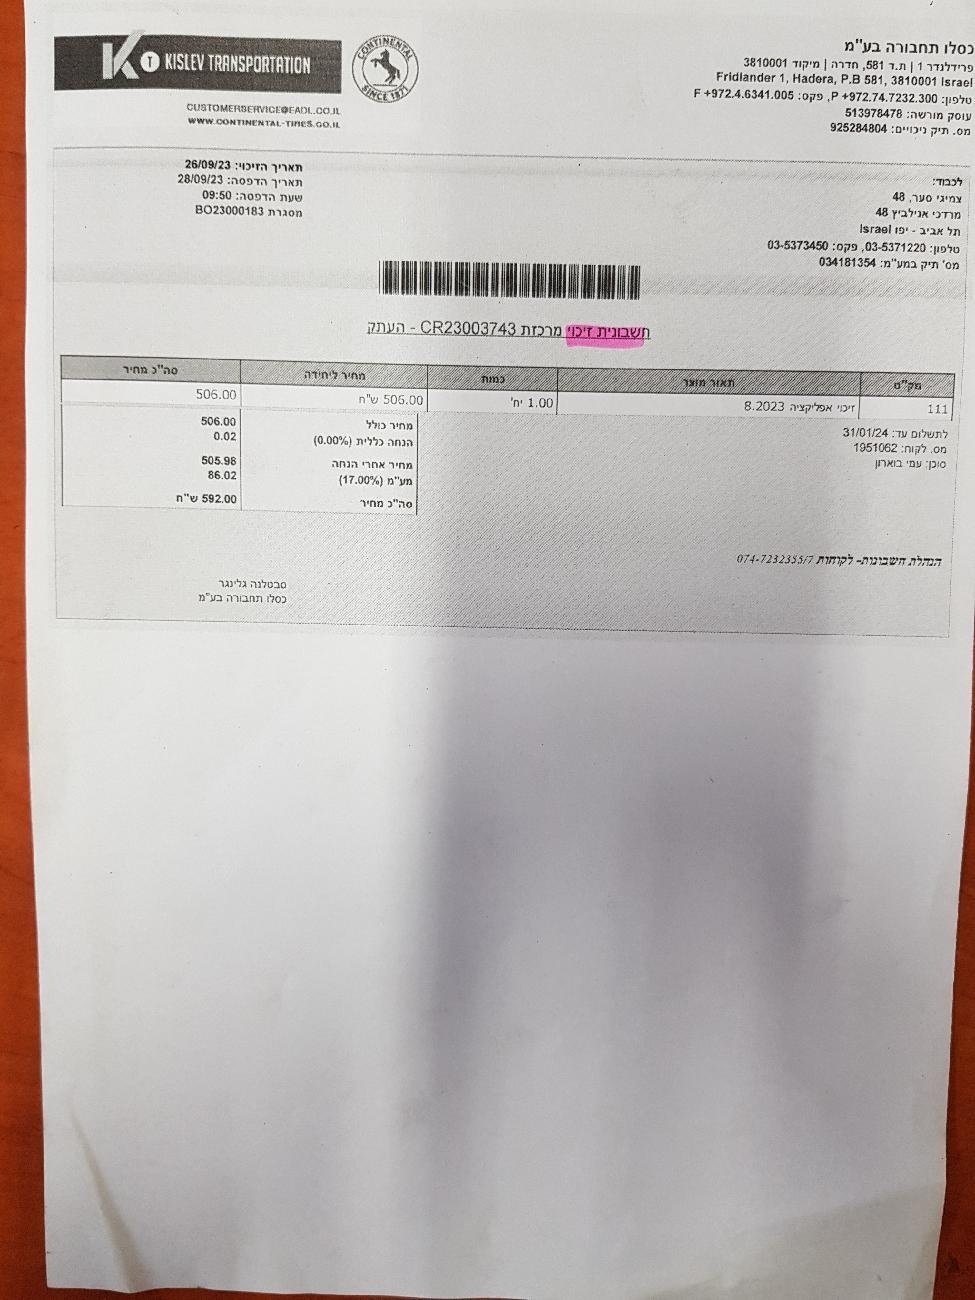 KISLEV TRANSPORTATION
CONTINENTAL
SINCE 1871
CUSTOMERSERVICE@EADL.CO.IL
WWW.CONTINENTAL-TIRES.CO.IL
כסלו תחבורה בע"מ
פרידלנדר 1 | ת.ד 581, חדרה | מיקוד 3810001
Fridlander 1, Hadera, P.B 581, 3810001 Israel
טלפון: P +972.74.7232.300, פקס: F +972.4.6341.005
עוסק מורשה: 513978478
מס. תיק ניכויים: 925284804
תאריך הזיכוי: 26/09/23
תאריך הדפסה: 28/09/23
שעת הדפסה: 09:50
מסגרת BO23000183
לכבוד:
צמיגי סער, 48
מרדכי אנילביץ 48
תל אביב - יפו Israel
טלפון: 03-5371220, פקס: 03-5373450
מס' תיק במע"מ: 034181354
חשבונית זיכוי מרכזת CR23003743 - העתק
מק"ט תאור מוצר כמות מחיר ליחידה סה"כ מחיר
111 זיכוי אפליקציה 8.2023 1.00 יח' 506.00 ש"ח 506.00
מחיר כולל 506.00
הנחה כללית (0.00%) 0.02
מחיר אחרי הנחה 505.98
מע"מ (17.00%) 86.02
סה"כ מחיר 592.00 ש"ח
לתשלום עד: 31/01/24
מס. לקוח: 1951062
סוכן: עמי בוארון
הנהלת חשבונות- לקוחות 074-7232355/7
סבטלנה גלינגר
כסלו תחבורה בע"מ